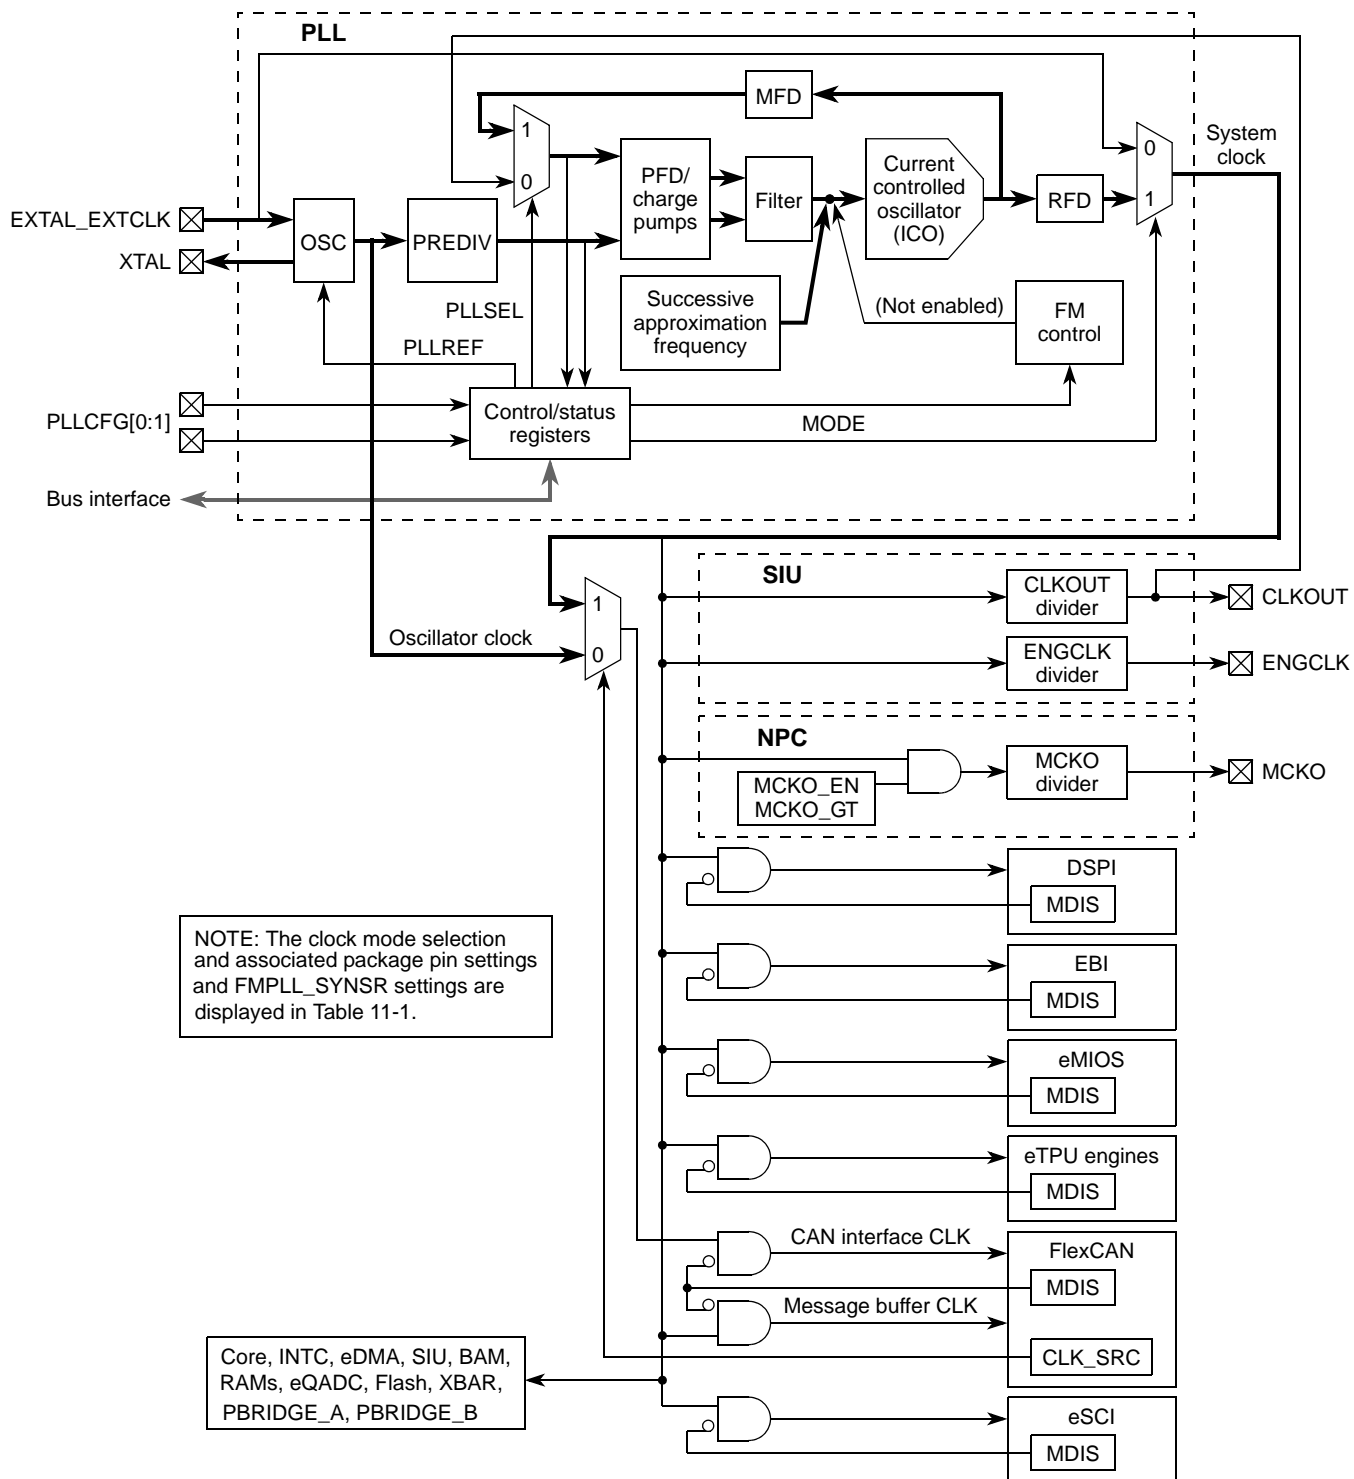 PLL
MFD
1
0
PFD/
charge
pumps
Filter
Current
controlled
oscillator
(ICO)
RFD
0
1
System
clock
EXTAL_EXTCLK
XTAL
OSC
PREDIV
PLLSEL
PLLREF
Successive
approximation
frequency
(Not enabled)
FM
control
PLLCFG[0:1]
Control/status
registers
MODE
Bus interface
SIU
CLKOUT
divider
CLKOUT
1
0
Oscillator clock
ENGCLK
divider
ENGCLK
NPC
MCKO_EN
MCKO_GT
MCKO
divider
MCKO
DSPI
MDIS
NOTE: The clock mode selection
and associated package pin settings
and FMPLL_SYNSR settings are
displayed in Table 11-1.
EBI
MDIS
eMIOS
MDIS
eTPU engines
MDIS
CAN interface CLK
FlexCAN
MDIS
Message buffer CLK
CLK_SRC
Core, INTC, eDMA, SIU, BAM,
RAMs, eQADC, Flash, XBAR,
PBRIDGE_A, PBRIDGE_B
eSCI
MDIS